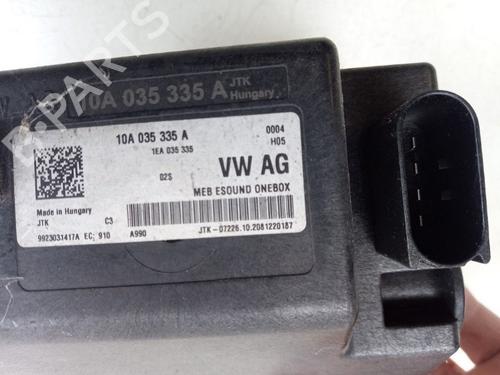 B-PARTS
10A 035 335 A JTK
Hungary
10A 035 335 A 0004
1EA 035 335 H05
02S VW AG
MEB ESOUND ONEBOX
Made in Hungary
JTK C3
9923031417A EC: 910 A990 JTK-07226.10.2081220187